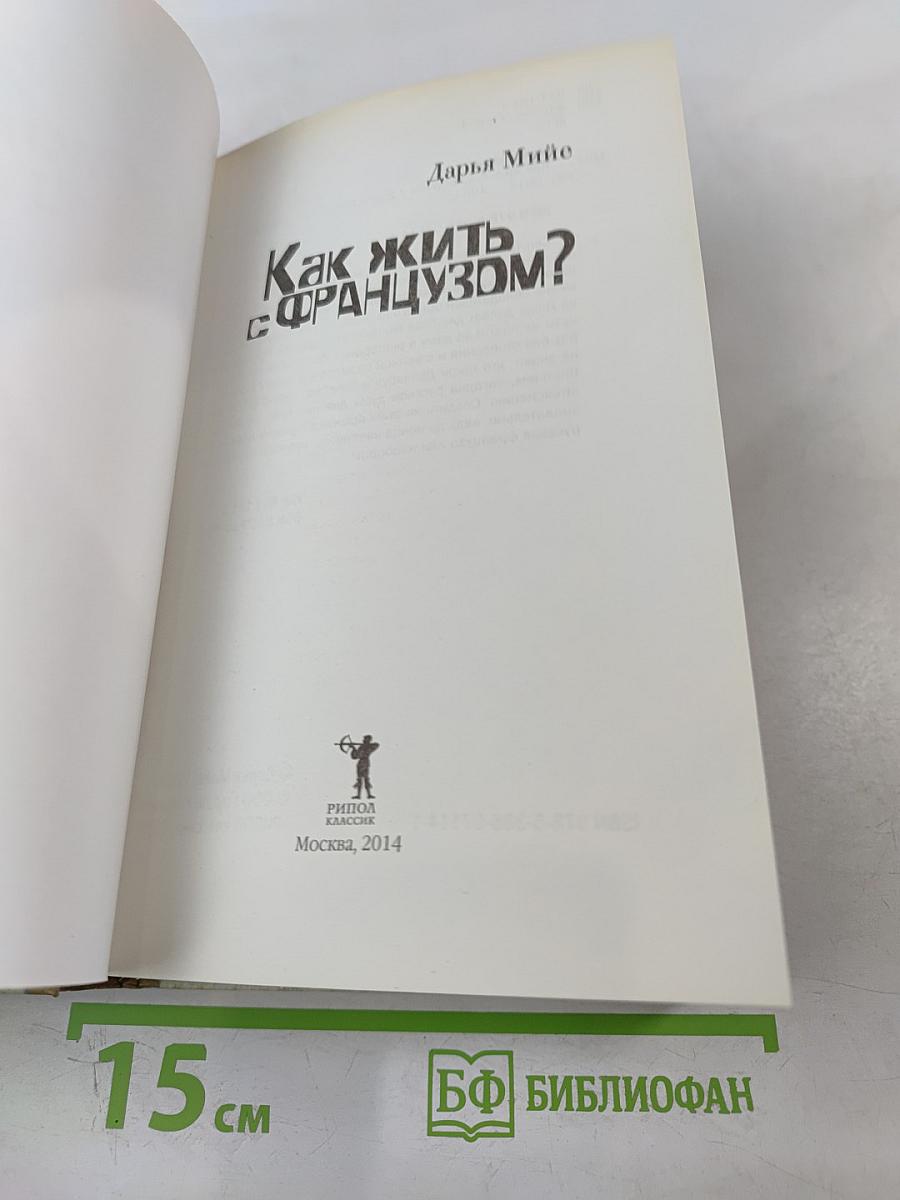 Дарья Мийе
Как жить
с французом?
РИПОЛ
КЛАССИК
Москва, 2014
15 см
БФ БИБЛИОФАН